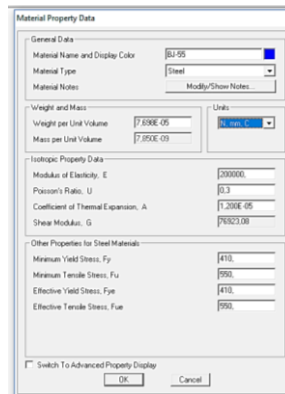 Material Property Data
General Data
Material Name and Display Color BJ-55
Material Type Steel
Material Notes Modify/Show Notes...
Weight and Mass
Weight per Unit Volume 7,698E-05
Mass per Unit Volume 7,850E-09
Units
N, mm, C
Isotropic Property Data
Modulus of Elasticity, E 200000,
Poisson's Ratio, U 0,3
Coefficient of Thermal Expansion, A 1,200E-05
Shear Modulus, G 76923,08
Other Properties for Steel Materials
Minimum Yield Stress, Fy 410,
Minimum Tensile Stress, Fu 550,
Effective Yield Stress, Fye 410,
Effective Tensile Stress, Fue 550,
Switch To Advanced Property Display
OK Cancel